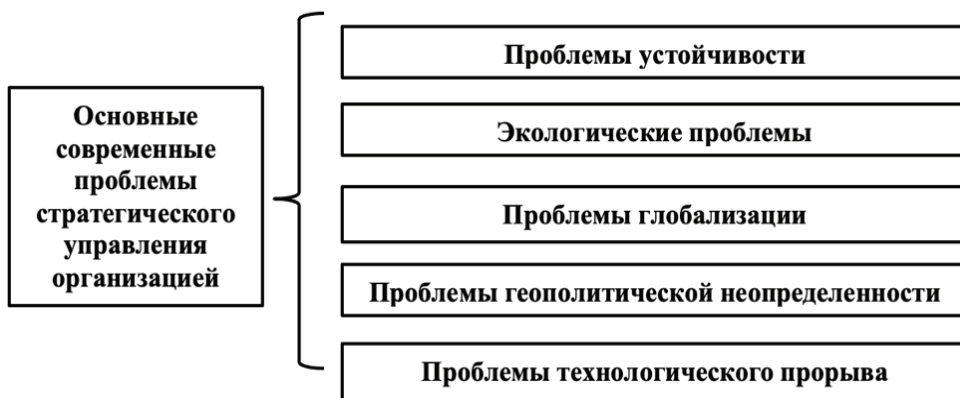 Основные
современные
проблемы
стратегического
управления
организацией
Проблемы устойчивости
Экологические проблемы
Проблемы глобализации
Проблемы геополитической неопределенности
Проблемы технологического прорыва